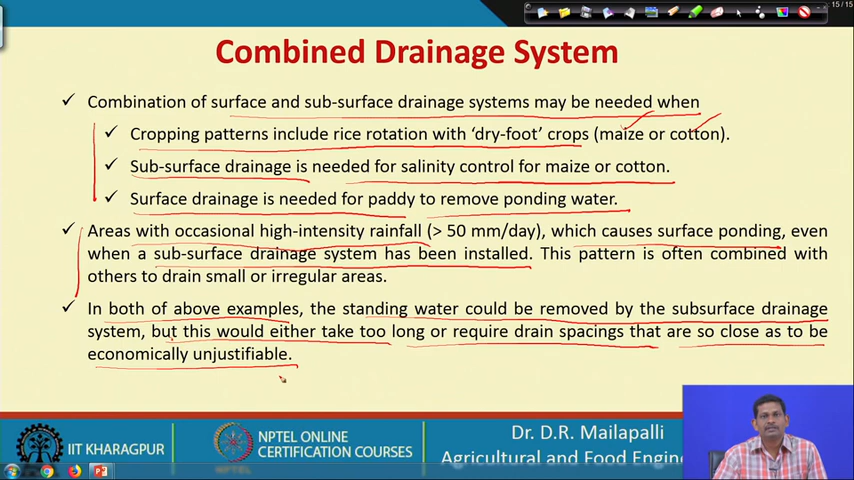 15 / 15
Combined Drainage System
✓ Combination of surface and sub-surface drainage systems may be needed when
✓ Cropping patterns include rice rotation with ‘dry-foot’ crops (maize or cotton).
✓ Sub-surface drainage is needed for salinity control for maize or cotton.
✓ Surface drainage is needed for paddy to remove ponding water.
✓ Areas with occasional high-intensity rainfall (> 50 mm/day), which causes surface ponding, even
when a sub-surface drainage system has been installed. This pattern is often combined with
others to drain small or irregular areas.
✓ In both of above examples, the standing water could be removed by the subsurface drainage
system, but this would either take too long or require drain spacings that are so close as to be
economically unjustifiable.
IIT KHARAGPUR
NPTEL ONLINE
CERTIFICATION COURSES
NPTEL
Dr. D.R. Mailapalli
Agricultural and Food Engine